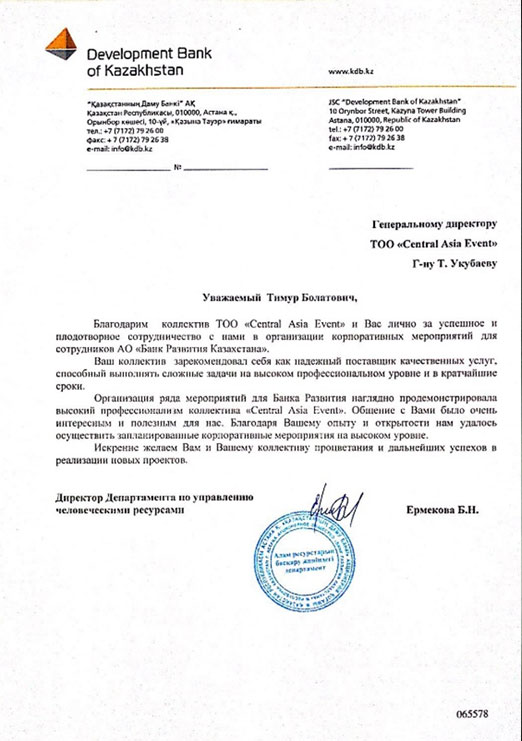 Development Bank
of Kazakhstan
www.kdb.kz
"Қазақстанның Даму Банкі" АҚ
Қазақстан Республикасы, 010000, Астана қ.,
Орынбор көшесі, 10-үй, «Қазына Тауэр» ғимараты
тел.: +7 (7172) 79 26 00
факс: + 7 (7172) 79 26 38
e-mail: info@kdb.kz
№
JSC "Development Bank of Kazakhstan"
10 Orynbor Street, Kazyna Tower Building
Astana, 010000, Republic of Kazakhstan
tel.: +7 (7172) 79 26 00
fax: + 7 (7172) 79 26 38
e-mail: info@kdb.kz
Генеральному директору
ТОО «Central Asia Event»
Г-ну Т. Укубаеву
Уважаемый Тимур Болатович,
Благодарим коллектив ТОО «Central Asia Event» и Вас лично за успешное и
плодотворное сотрудничество с нами в организации корпоративных мероприятий для
сотрудников АО «Банк Развития Казахстана».
Ваш коллектив зарекомендовал себя как надежный поставщик качественных услуг,
способный выполнять сложные задачи на высоком профессиональном уровне и в кратчайшие
сроки.
Организация ряда мероприятий для Банка Развития наглядно продемонстрировала
высокий профессионализм коллектива «Central Asia Event». Общение с Вами было очень
интересным и полезным для нас. Благодаря Вашему опыту и открытости нам удалось
осуществить запланированные корпоративные мероприятия на высоком уровне.
Искренне желаем Вам и Вашему коллективу процветания и дальнейших успехов в
реализации новых проектов.
Директор Департамента по управлению
человеческими ресурсами
Ермекова Б.Н.
Адам ресурстарын
басқару жөніндегі
департамент
065578